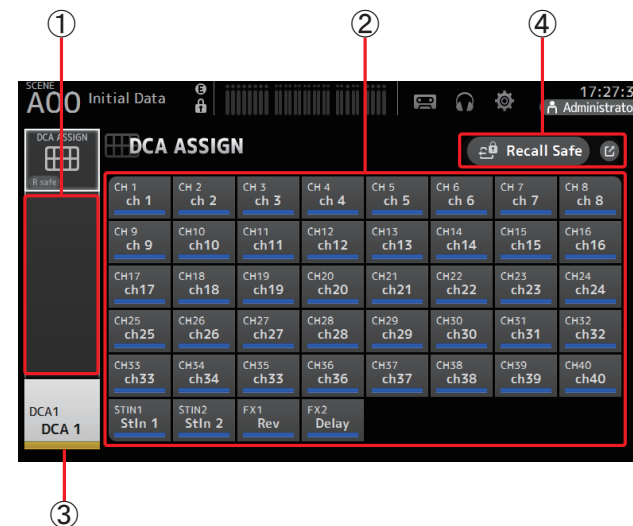 ① ② ④
SCENE
A00 Initial Data E 17:27:3
Administrato
DCA ASSIGN
R safe
DCA ASSIGN Recall Safe
CH 1 CH 2 CH 3 CH 4 CH 5 CH 6 CH 7 CH 8
ch 1 ch 2 ch 3 ch 4 ch 5 ch 6 ch 7 ch 8
CH 9 CH10 CH11 CH12 CH13 CH14 CH15 CH16
ch 9 ch10 ch11 ch12 ch13 ch14 ch15 ch16
CH17 CH18 CH19 CH20 CH21 CH22 CH23 CH24
ch17 ch18 ch19 ch20 ch21 ch22 ch23 ch24
CH25 CH26 CH27 CH28 CH29 CH30 CH31 CH32
ch25 ch26 ch27 ch28 ch29 ch30 ch31 ch32
CH33 CH34 CH35 CH36 CH37 CH38 CH39 CH40
ch33 ch34 ch33 ch36 ch37 ch38 ch39 ch40
STIN1 STIN2 FX1 FX2
StIn 1 StIn 2 Rev Delay
DCA1
DCA 1
③